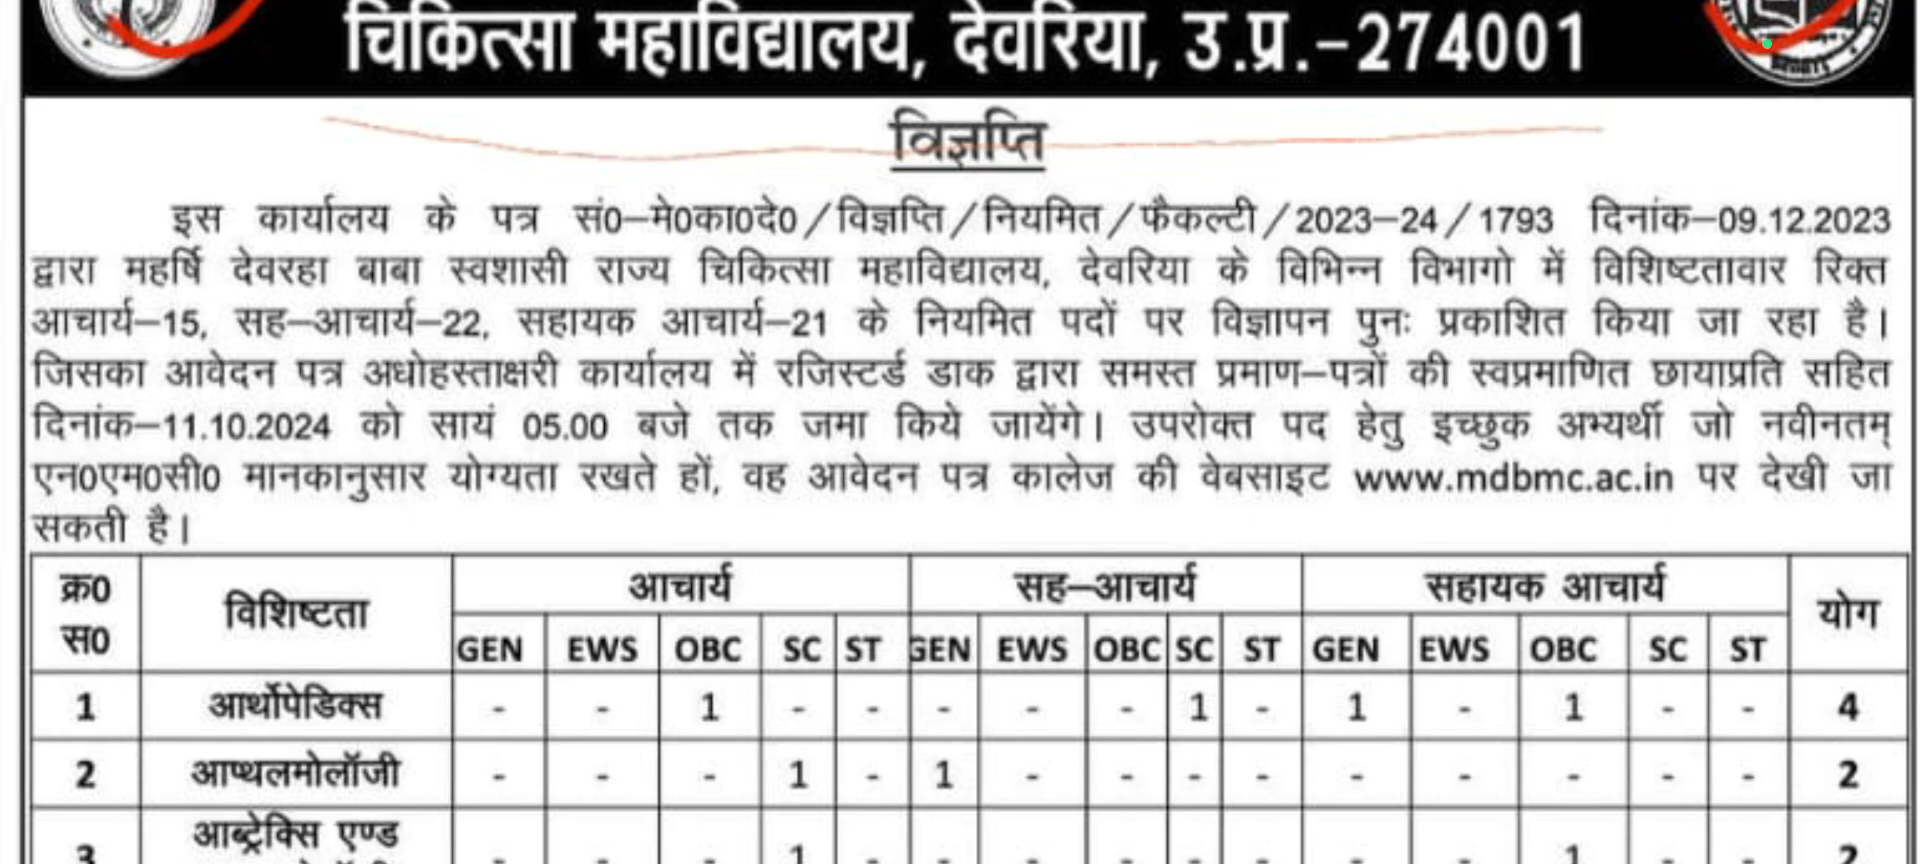 चिकित्सा महाविद्यालय, देवरिया, उ.प्र.-274001
विज्ञप्ति
इस कार्यालय के पत्र सं0–मे0का0दे0/विज्ञप्ति/नियमित/फैकल्टी/2023–24/1793 दिनांक–09.12.2023
द्वारा महर्षि देवरहा बाबा स्वशासी राज्य चिकित्सा महाविद्यालय, देवरिया के विभिन्न विभागो में विशिष्टतावार रिक्त
आचार्य–15, सह–आचार्य–22, सहायक आचार्य–21 के नियमित पदों पर विज्ञापन पुनः प्रकाशित किया जा रहा है।
जिसका आवेदन पत्र अधोहस्ताक्षरी कार्यालय में रजिस्टर्ड डाक द्वारा समस्त प्रमाण–पत्रों की स्वप्रमाणित छायाप्रति सहित
दिनांक–11.10.2024 को सायं 05.00 बजे तक जमा किये जायेंगे। उपरोक्त पद हेतु इच्छुक अभ्यर्थी जो नवीनतम्
एन0एम0सी0 मानकानुसार योग्यता रखते हों, वह आवेदन पत्र कालेज की वेबसाइट www.mdbmc.ac.in पर देखी जा
सकती है।
क्र0 स0 विशिष्टता आचार्य सह–आचार्य सहायक आचार्य योग
GEN EWS OBC SC ST GEN EWS OBC SC ST GEN EWS OBC SC ST
1 आर्थोपेडिक्स - - 1 - - - - - 1 - 1 - 1 - - 4
2 आप्थलमोलॉजी - - - 1 - 1 - - - - - - - - - 2
3 आब्ट्रेक्सि एण्ड - - - 1 - - - - - - - - 1 - - 2